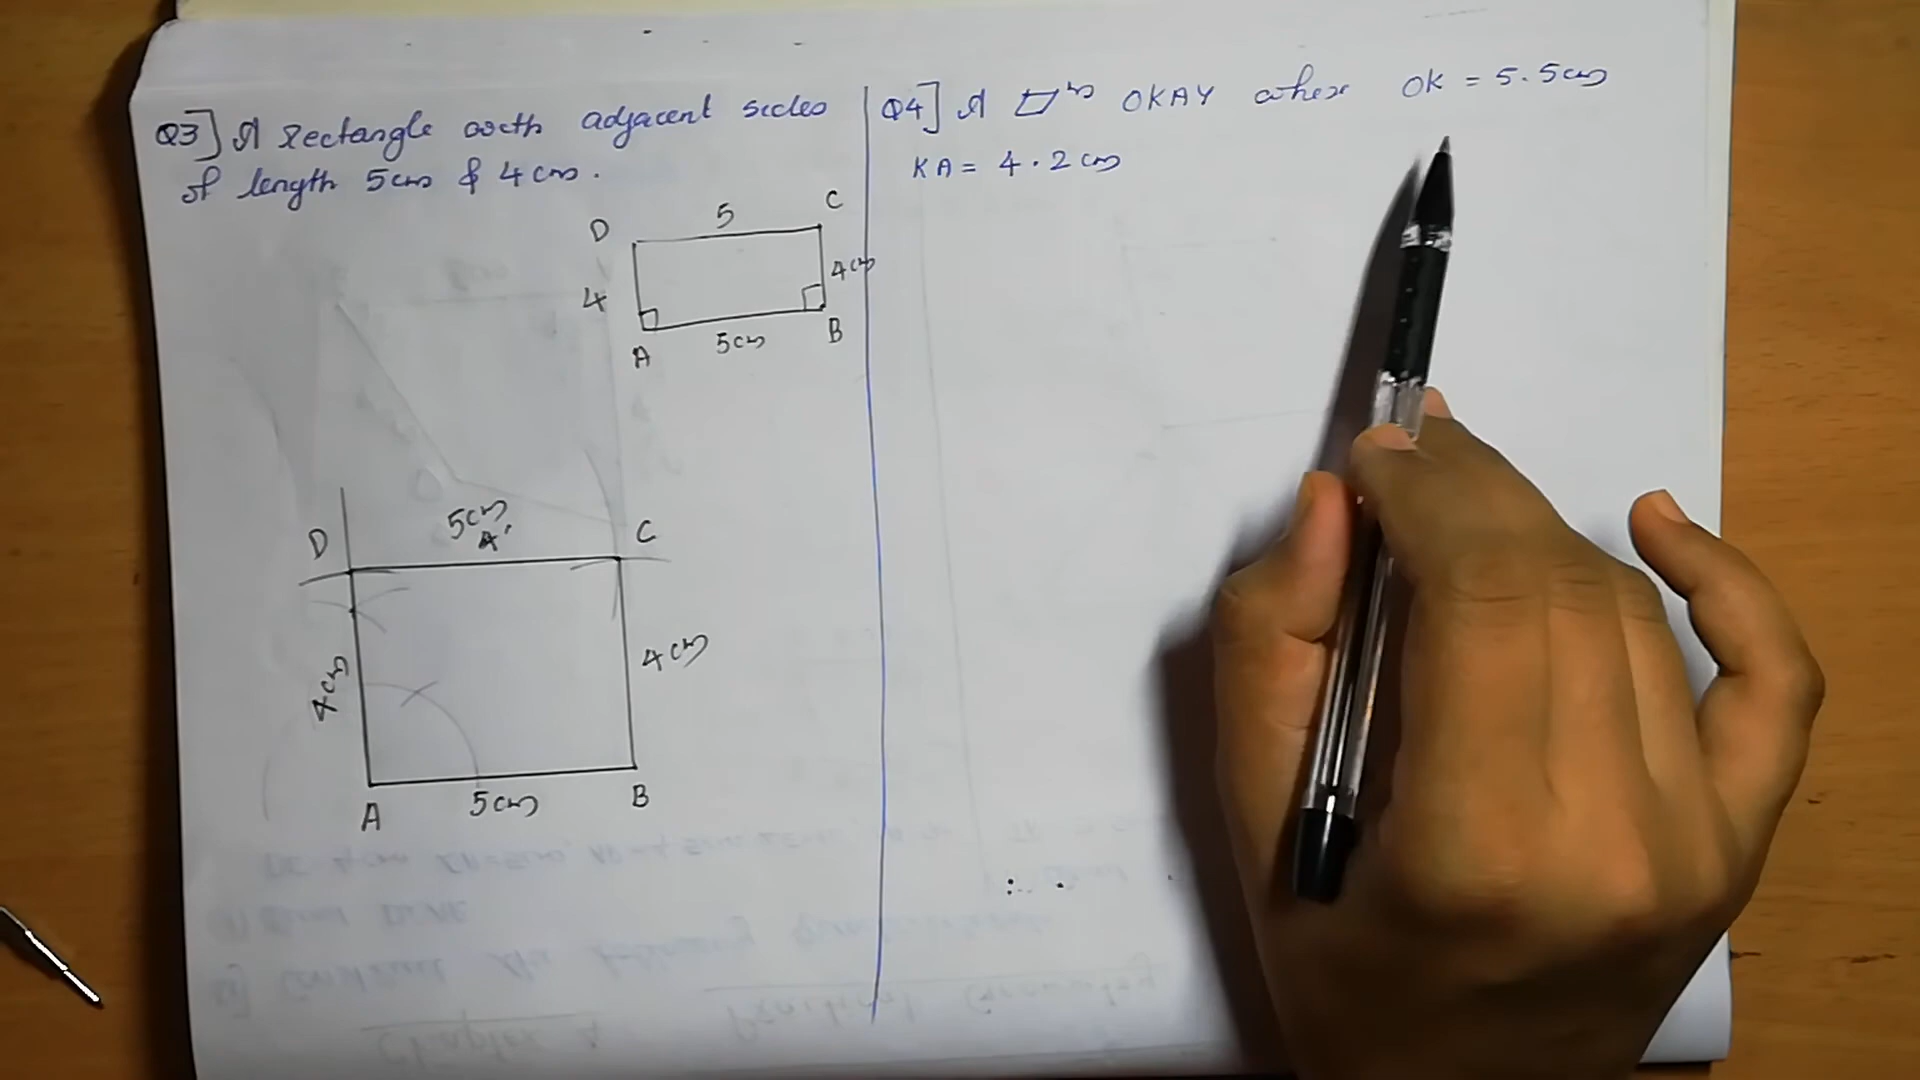 Q3] A rectangle with adjacent sides
of length 5cm & 4cm.
D 5 C
4 4cm
A 5cm B
D 5cm C
A'
4cm 4cm
A 5cm B
Q4] A ▱m OKAY where OK = 5.5cm
KA = 4.2cm